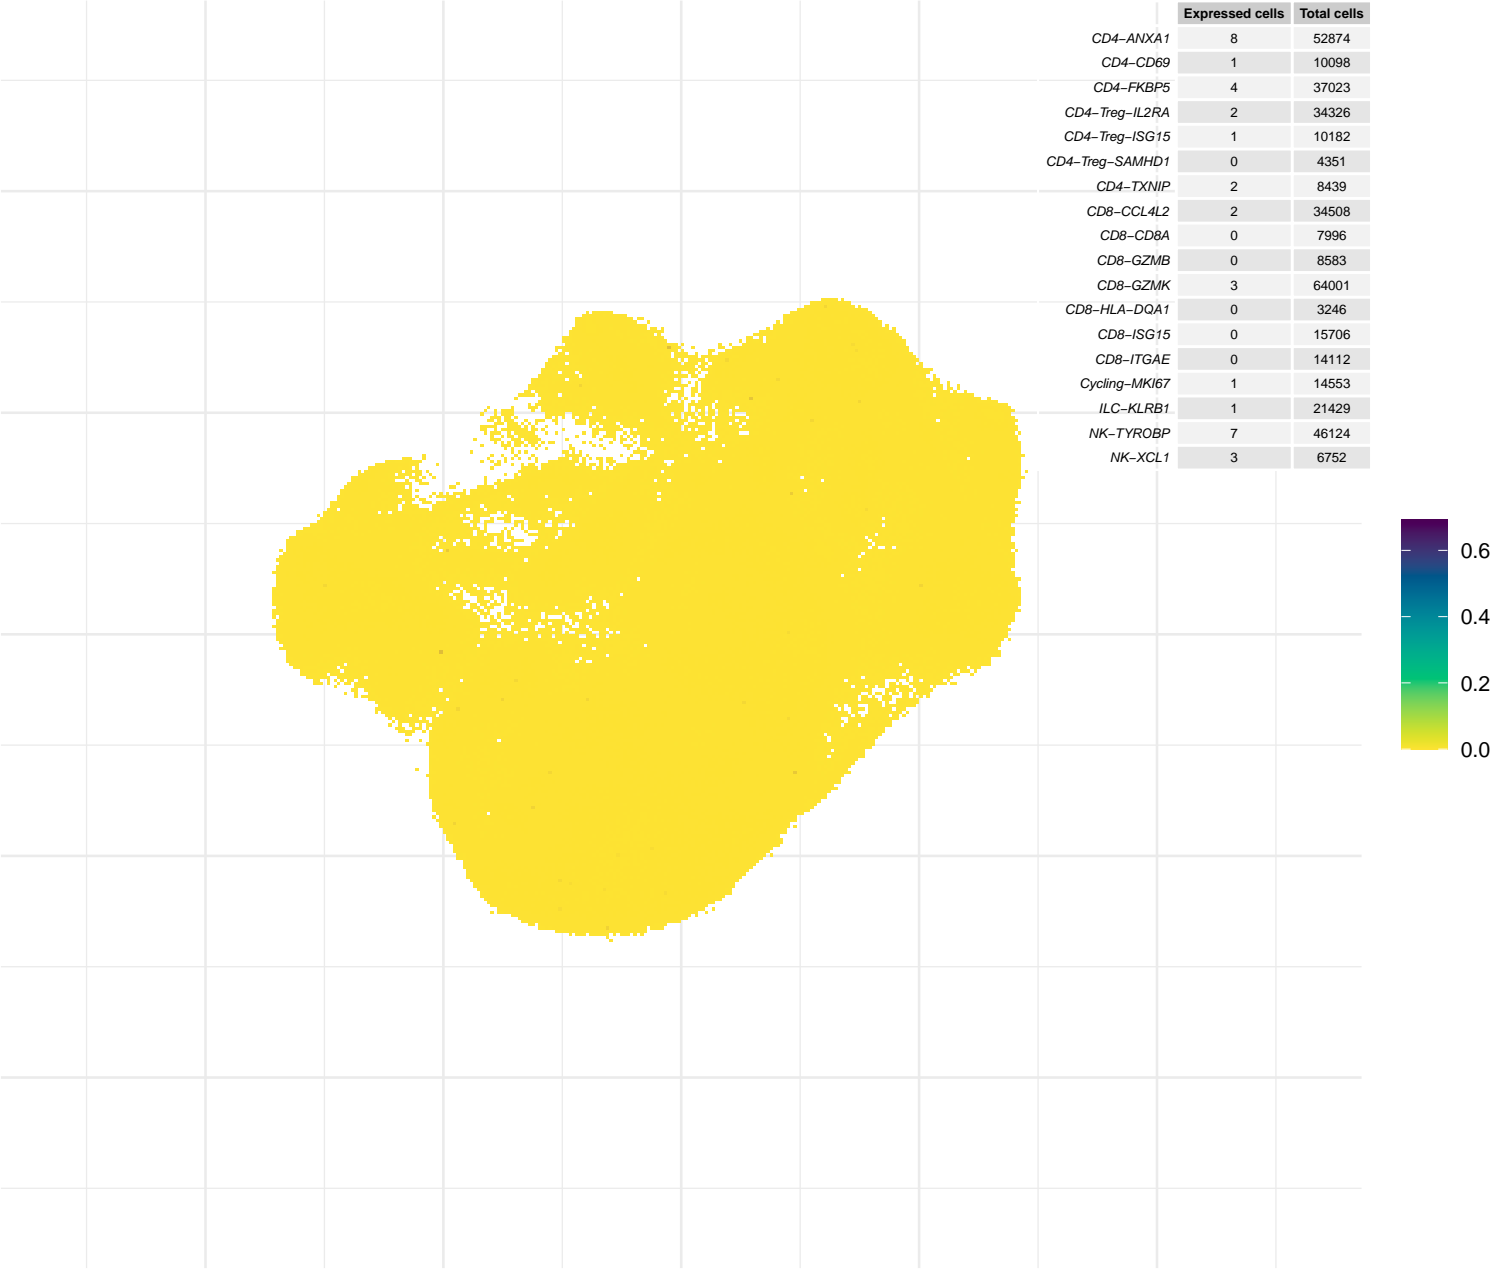 Expressed cells Total cells
CD4−ANXA1 8 52874
CD4−CD69 1 10098
CD4−FKBP5 4 37023
CD4−Treg−IL2RA 2 34326
CD4−Treg−ISG15 1 10182
CD4−Treg−SAMHD1 0 4351
CD4−TXNIP 2 8439
CD8−CCL4L2 2 34508
CD8−CD8A 0 7996
CD8−GZMB 0 8583
CD8−GZMK 3 64001
CD8−HLA−DQA1 0 3246
CD8−ISG15 0 15706
CD8−ITGAE 0 14112
Cycling−MKI67 1 14553
ILC−KLRB1 1 21429
NK−TYROBP 7 46124
NK−XCL1 3 6752
0.6
0.4
0.2
0.0